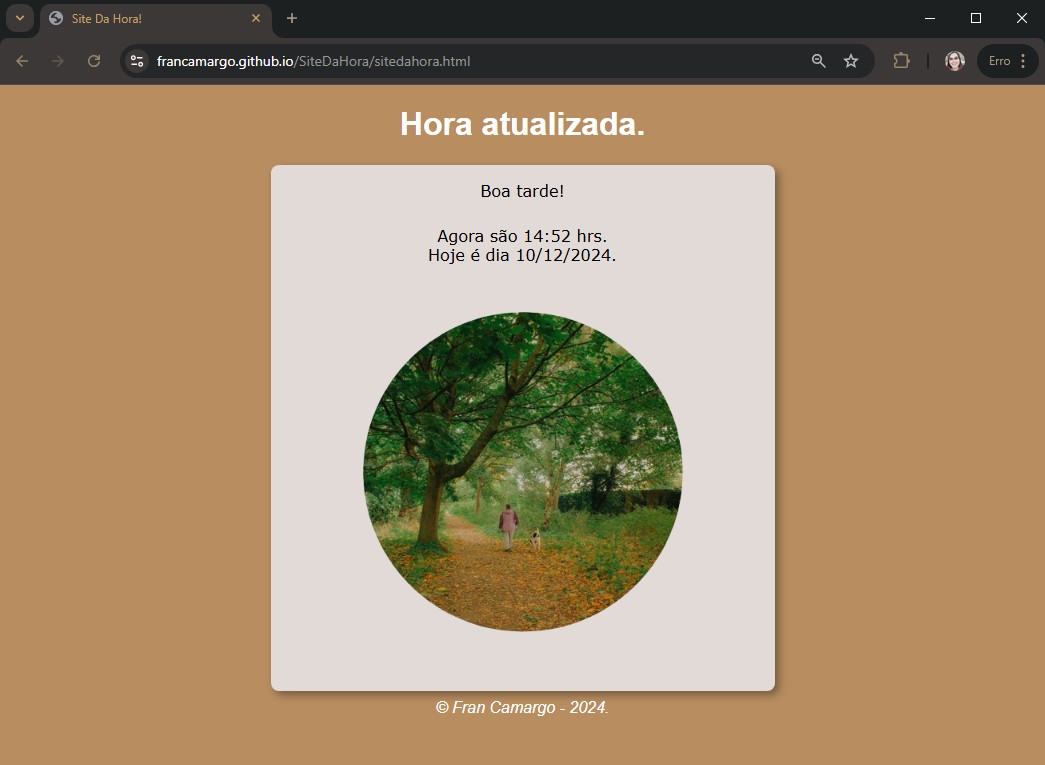 Site Da Hora!
francamargo.github.io/SiteDaHora/sitedahora.html
Erro
Hora atualizada.
Boa tarde!
Agora são 14:52 hrs.
Hoje é dia 10/12/2024.
© Fran Camargo - 2024.